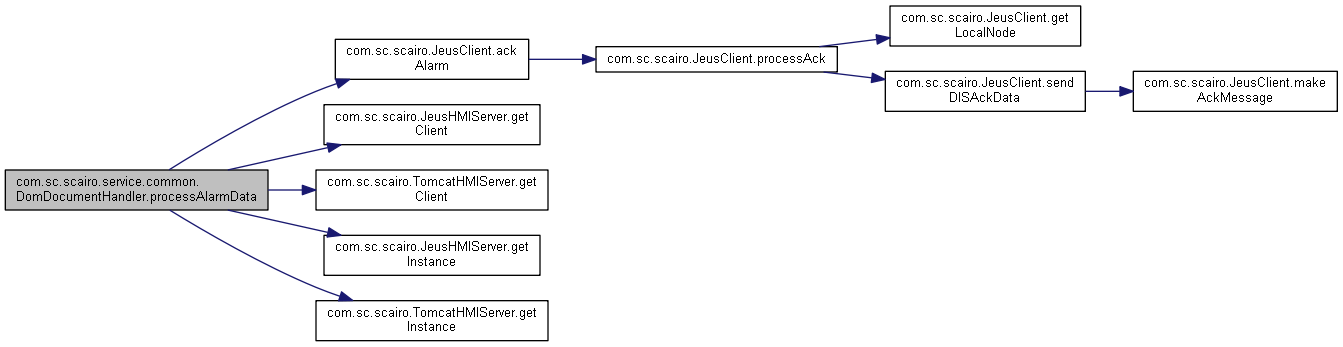 com.sc.scairo.service.common.
DomDocumentHandler.processAlarmData
com.sc.scairo.JeusClient.ack
Alarm
com.sc.scairo.JeusHMIServer.get
Client
com.sc.scairo.TomcatHMIServer.get
Client
com.sc.scairo.JeusHMIServer.get
Instance
com.sc.scairo.TomcatHMIServer.get
Instance
com.sc.scairo.JeusClient.processAck
com.sc.scairo.JeusClient.get
LocalNode
com.sc.scairo.JeusClient.send
DISAckData
com.sc.scairo.JeusClient.make
AckMessage